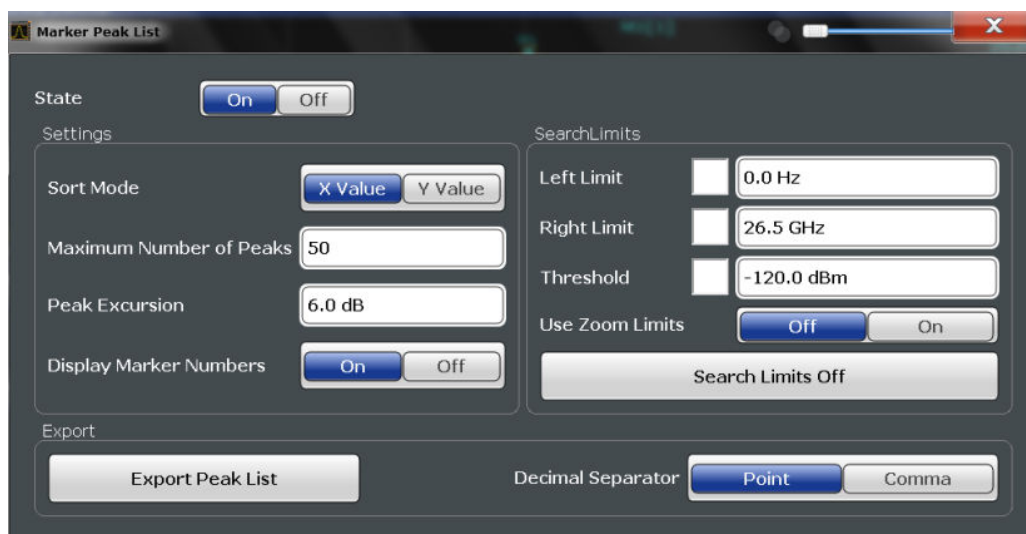 Marker Peak List
State On Off
Settings
Sort Mode X Value Y Value
Maximum Number of Peaks 50
Peak Excursion 6.0 dB
Display Marker Numbers On Off
SearchLimits
Left Limit 0.0 Hz
Right Limit 26.5 GHz
Threshold -120.0 dBm
Use Zoom Limits Off On
Search Limits Off
Export
Export Peak List Decimal Separator Point Comma